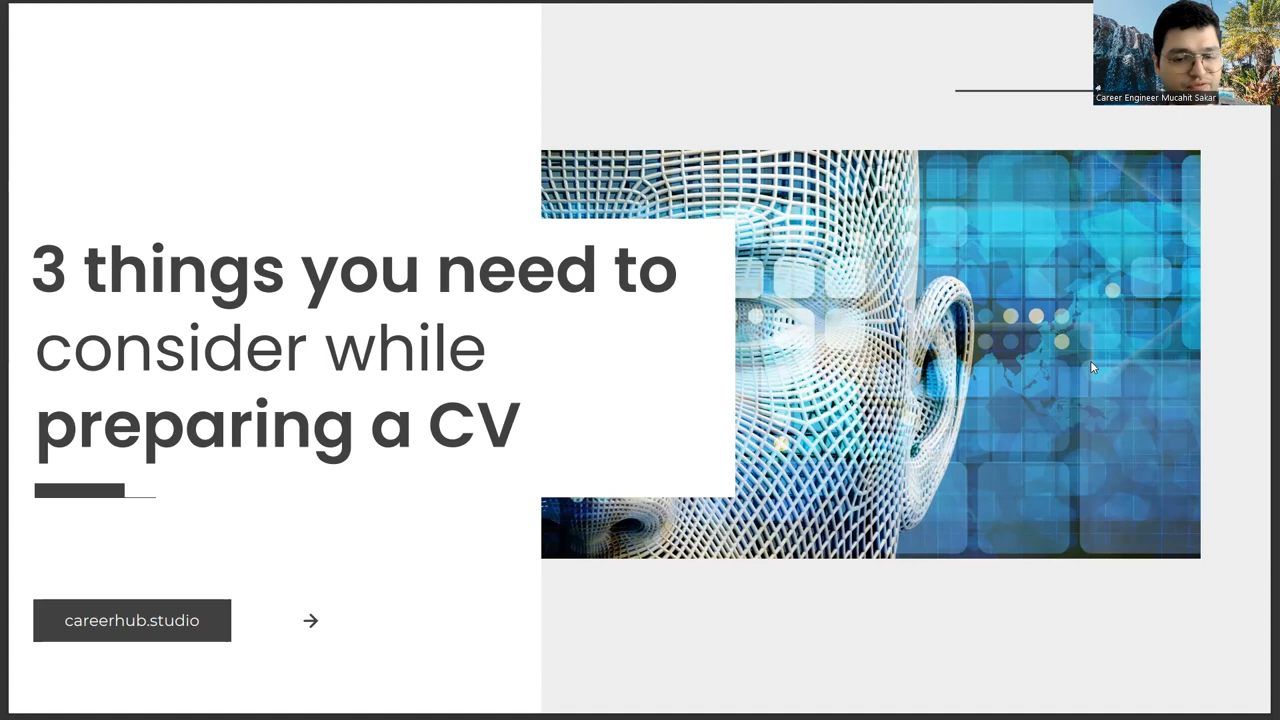 Career Engineer Mucahit Sakar
3 things you need to
consider while
preparing a CV
careerhub.studio